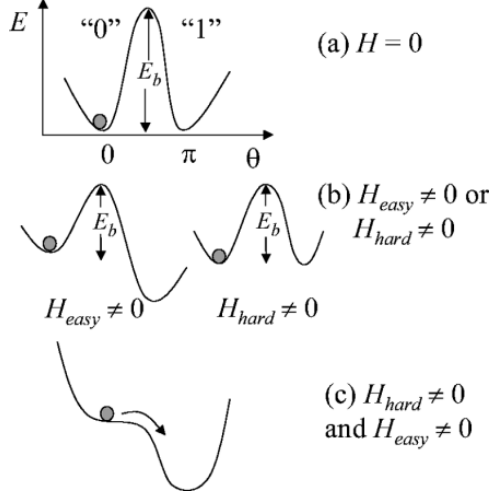 E “0” “1” (a) H = 0
E_b
0 π θ
(b) H_easy ≠ 0 or
H_hard ≠ 0
E_b E_b
H_easy ≠ 0 H_hard ≠ 0
(c) H_hard ≠ 0
and H_easy ≠ 0